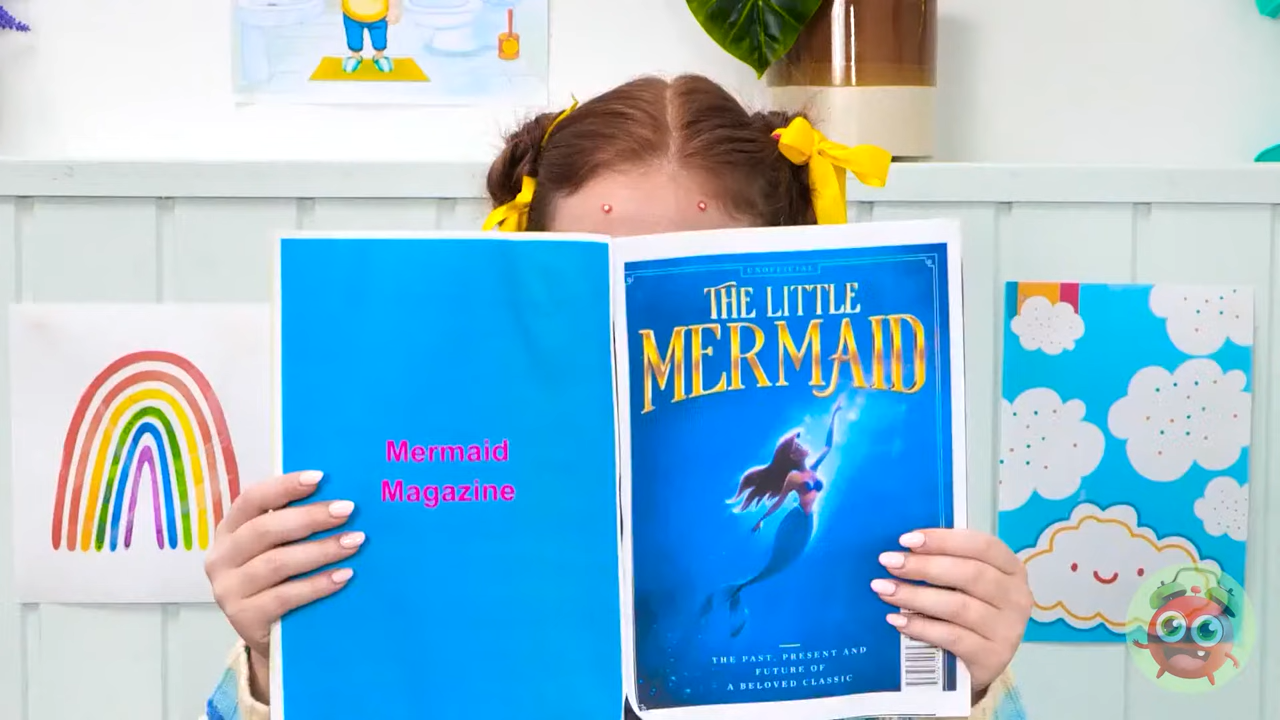 Mermaid
Magazine
UNOFFICIAL
THE LITTLE
MERMAID
THE PAST, PRESENT AND
FUTURE OF
A BELOVED CLASSIC